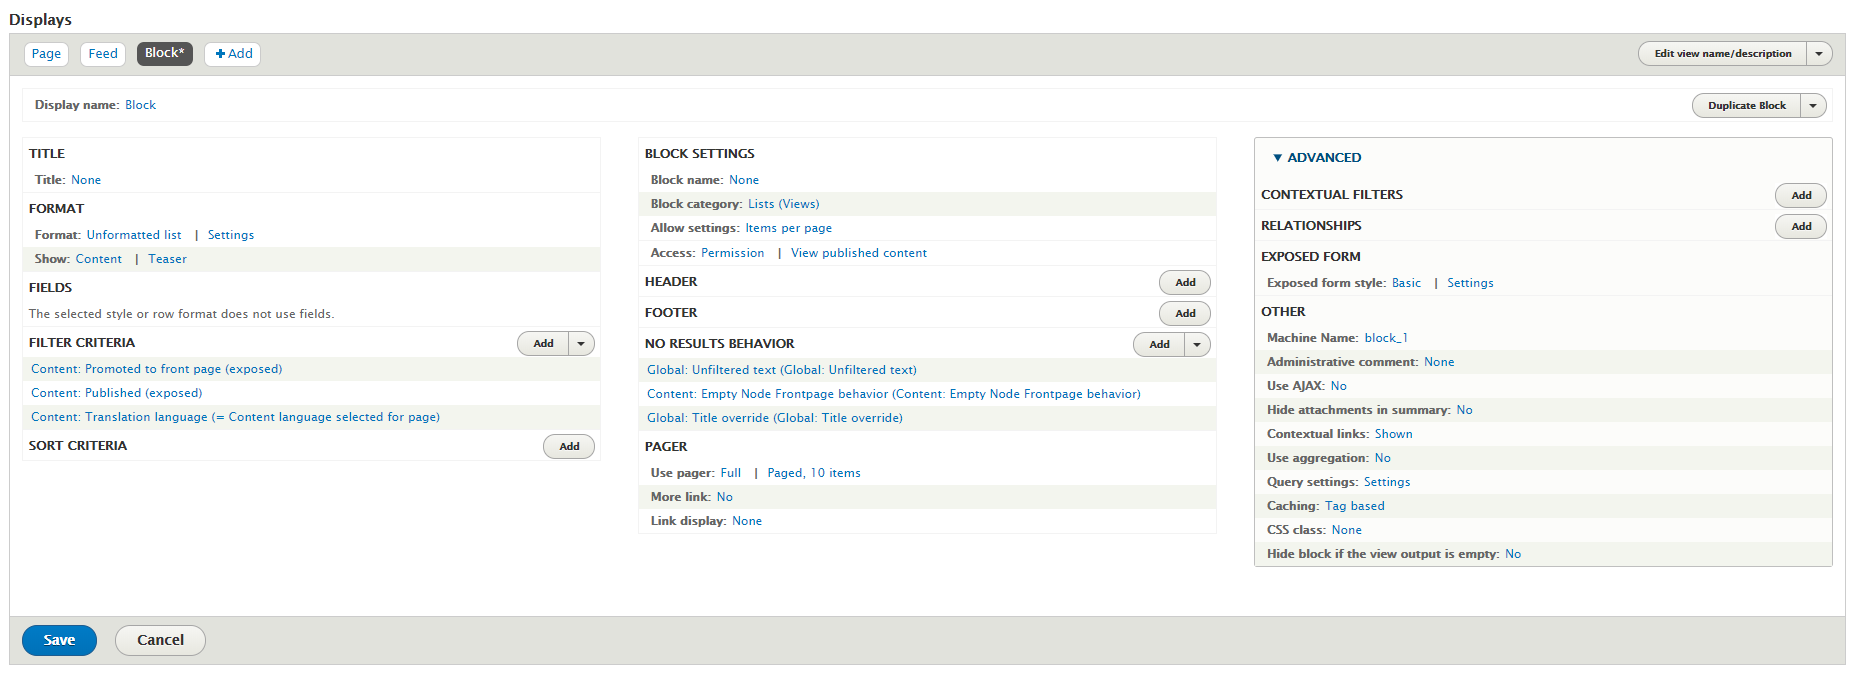 Displays
Page Feed Block* + Add Edit view name/description
Display name: Block Duplicate Block
TITLE
Title: None
FORMAT
Format: Unformatted list | Settings
Show: Content | Teaser
FIELDS
The selected style or row format does not use fields.
FILTER CRITERIA Add
Content: Promoted to front page (exposed)
Content: Published (exposed)
Content: Translation language (= Content language selected for page)
SORT CRITERIA Add
BLOCK SETTINGS
Block name: None
Block category: Lists (Views)
Allow settings: Items per page
Access: Permission | View published content
HEADER Add
FOOTER Add
NO RESULTS BEHAVIOR Add
Global: Unfiltered text (Global: Unfiltered text)
Content: Empty Node Frontpage behavior (Content: Empty Node Frontpage behavior)
Global: Title override (Global: Title override)
PAGER
Use pager: Full | Paged, 10 items
More link: No
Link display: None
ADVANCED
CONTEXTUAL FILTERS Add
RELATIONSHIPS Add
EXPOSED FORM
Exposed form style: Basic | Settings
OTHER
Machine Name: block_1
Administrative comment: None
Use AJAX: No
Hide attachments in summary: No
Contextual links: Shown
Use aggregation: No
Query settings: Settings
Caching: Tag based
CSS class: None
Hide block if the view output is empty: No
Save Cancel